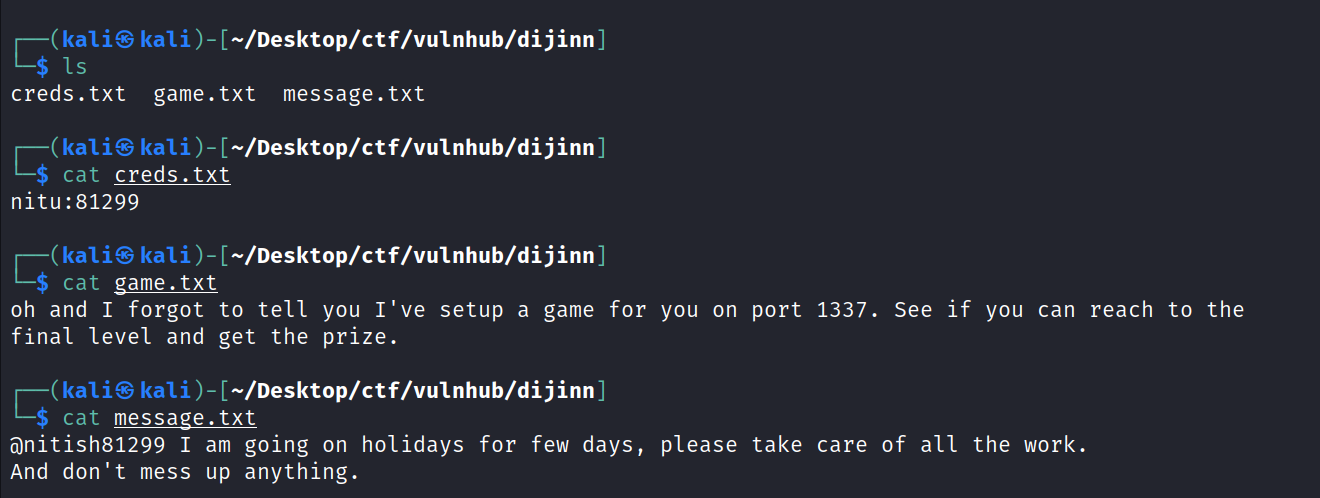 ┌──(kali㉿kali)-[~/Desktop/ctf/vulnhub/dijinn]
└─$ ls
creds.txt  game.txt  message.txt
┌──(kali㉿kali)-[~/Desktop/ctf/vulnhub/dijinn]
└─$ cat creds.txt
nitu:81299
┌──(kali㉿kali)-[~/Desktop/ctf/vulnhub/dijinn]
└─$ cat game.txt
oh and I forgot to tell you I've setup a game for you on port 1337. See if you can reach to the
final level and get the prize.
┌──(kali㉿kali)-[~/Desktop/ctf/vulnhub/dijinn]
└─$ cat message.txt
@nitish81299 I am going on holidays for few days, please take care of all the work.
And don't mess up anything.